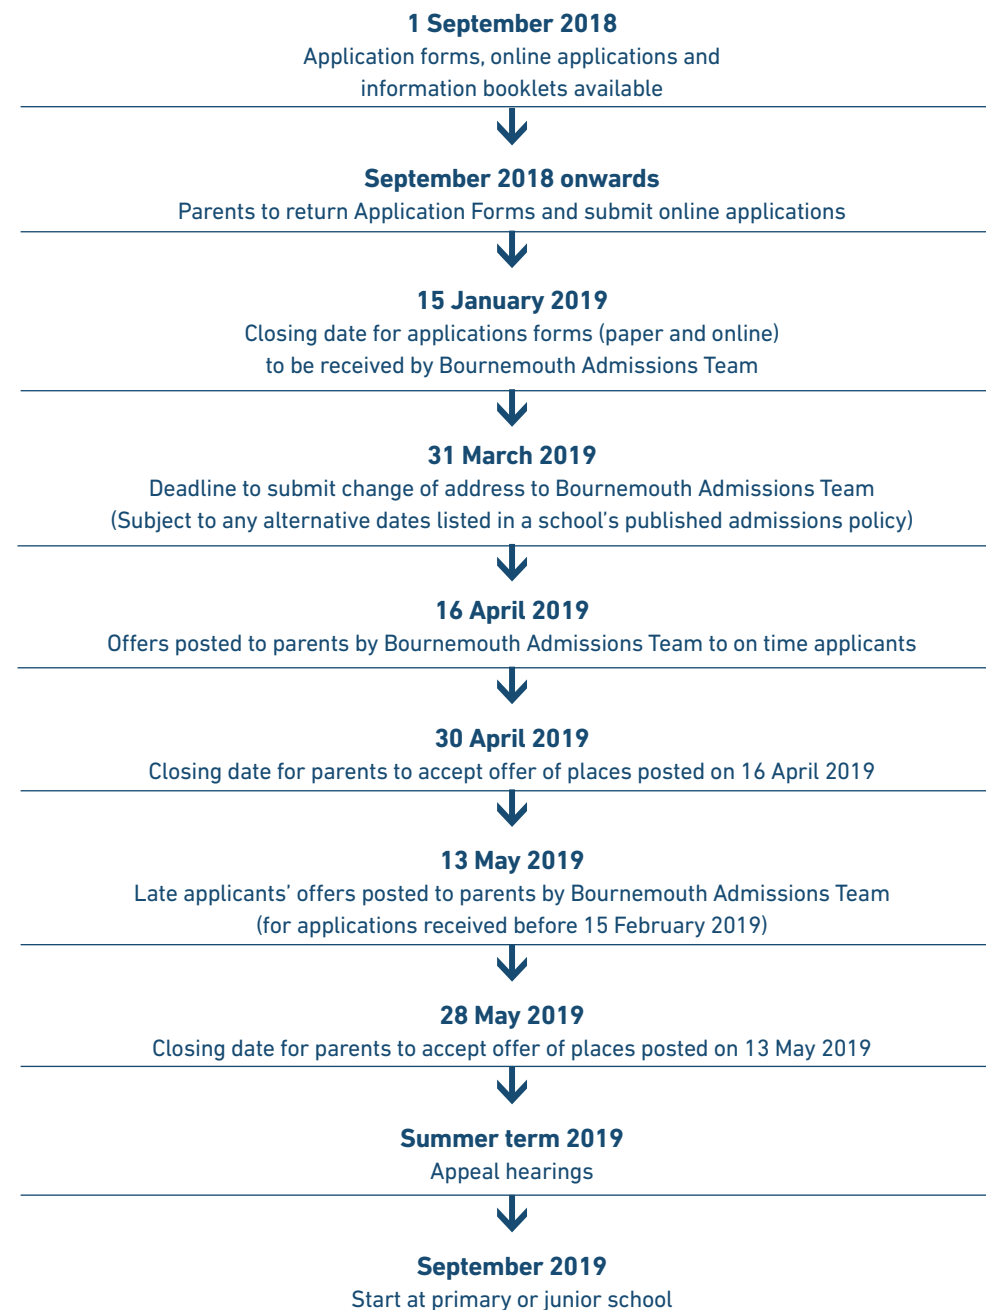 1 September 2018
Application forms, online applications and
information booklets available
September 2018 onwards
Parents to return Application Forms and submit online applications
15 January 2019
Closing date for applications forms (paper and online)
to be received by Bournemouth Admissions Team
31 March 2019
Deadline to submit change of address to Bournemouth Admissions Team
(Subject to any alternative dates listed in a school’s published admissions policy)
16 April 2019
Offers posted to parents by Bournemouth Admissions Team to on time applicants
30 April 2019
Closing date for parents to accept offer of places posted on 16 April 2019
13 May 2019
Late applicants’ offers posted to parents by Bournemouth Admissions Team
(for applications received before 15 February 2019)
28 May 2019
Closing date for parents to accept offer of places posted on 13 May 2019
Summer term 2019
Appeal hearings
September 2019
Start at primary or junior school